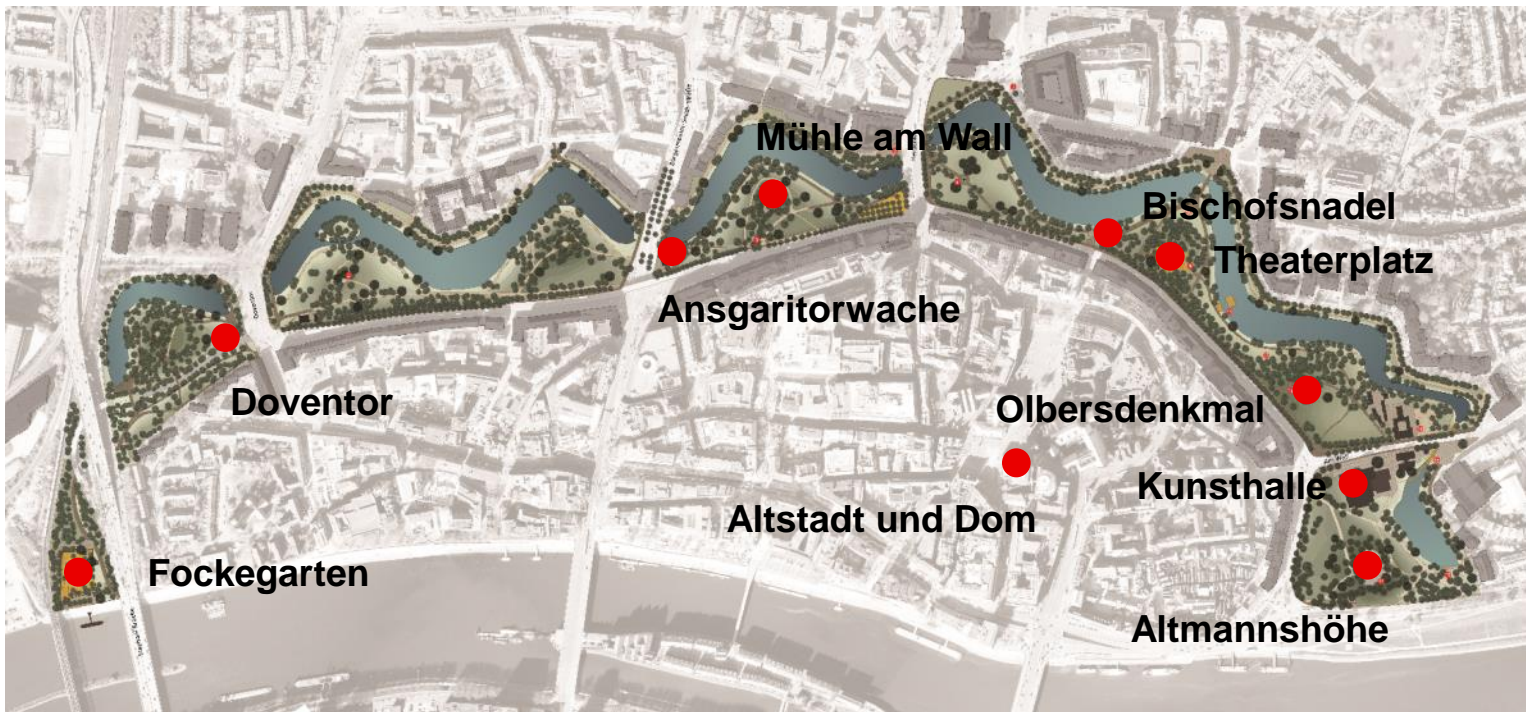 Mühle am Wall
Bischofsnadel
Theaterplatz
Ansgaritorwache
Doventor
Olbersdenkmal
Kunsthalle
Altstadt und Dom
Fockegarten
Altmannshöhe